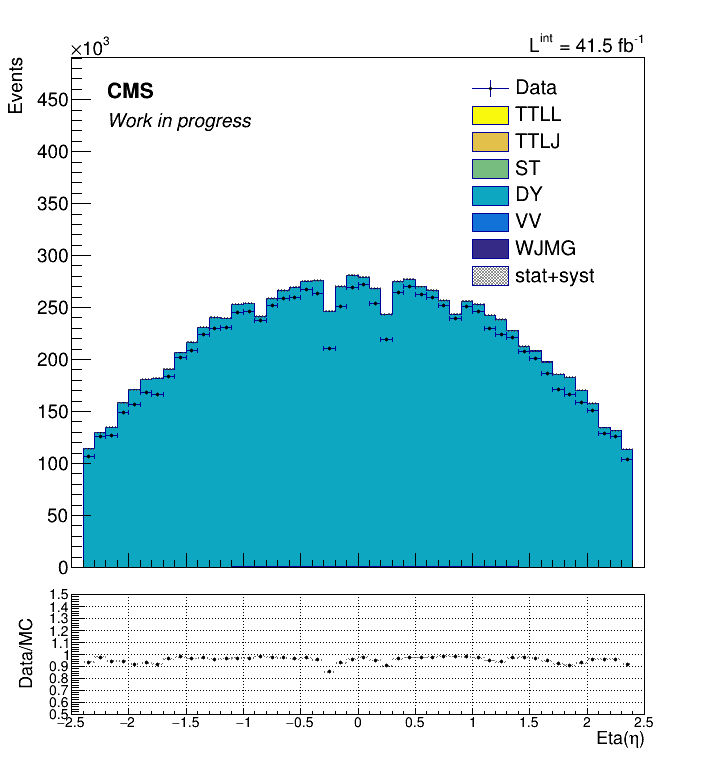 ×10³
L^int = 41.5 fb⁻¹
Events
CMS
Work in progress
Data
TTLL
TTLJ
ST
DY
VV
WJMG
stat+syst
450
400
350
300
250
200
150
100
50
0
Data/MC
1.5
1.4
1.3
1.2
1.1
1
0.9
0.8
0.7
0.6
0.5
−2.5 −2 −1.5 −1 −0.5 0 0.5 1 1.5 2 2.5
Eta(η)